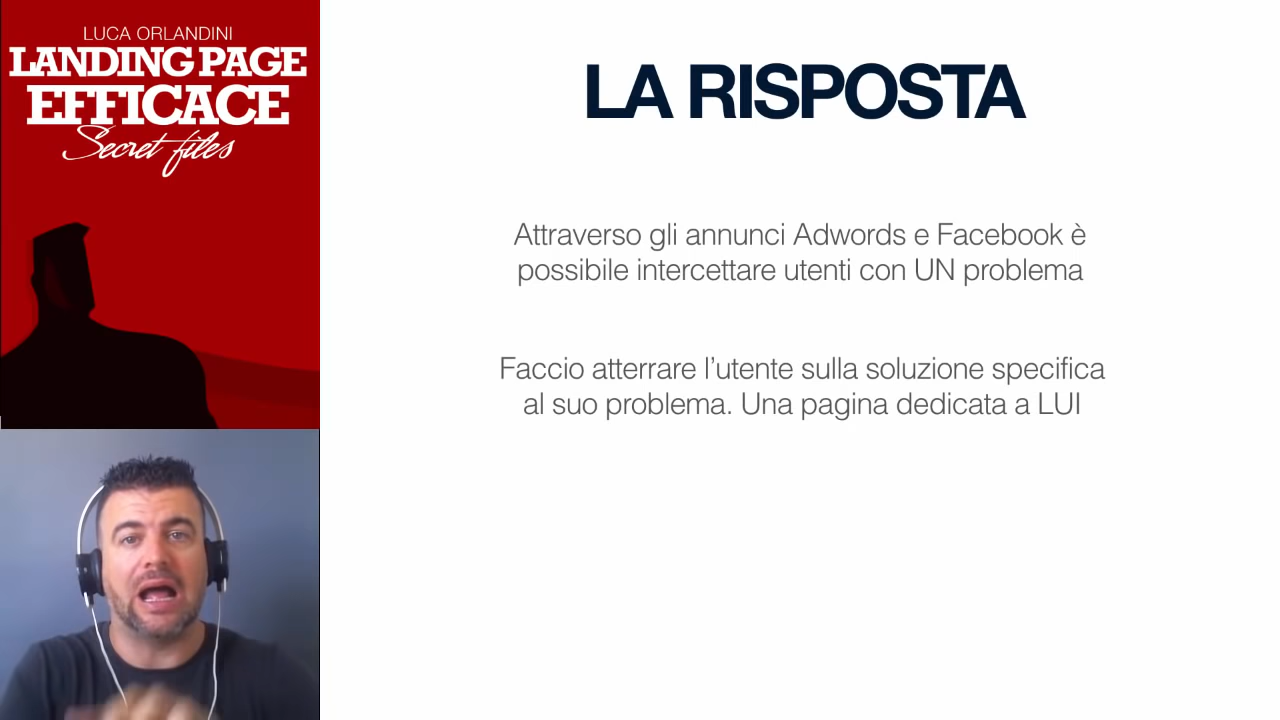 LUCA ORLANDINI
LANDING PAGE
EFFICACE
Secret files
LA RISPOSTA
Attraverso gli annunci Adwords e Facebook è
possibile intercettare utenti con UN problema
Faccio atterrare l’utente sulla soluzione specifica
al suo problema. Una pagina dedicata a LUI